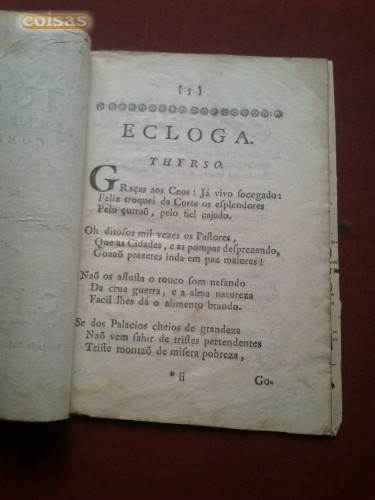 coisas
(3)
ECLOGA.
THYRSO.
GRaças aos Ceos! Já vivo socegado:
Feliz troquei da Corte os esplendores
Pelo çurraõ, pelo fiel cajado.
Oh ditosos mil vezes os Pastores,
Que as Cidades, e as pompas desprezando,
Gozaõ prazeres inda em paz maiores!
Naõ os assusta o rouco som nefando
Da crua guerra, e a alma natureza
Facil lhes dá o alimento brando.
Se dos Palacios cheios de grandeza
Naõ vem sahir de tristes pertendentes
Triste montaõ de misera pobreza,
* ii
Go-